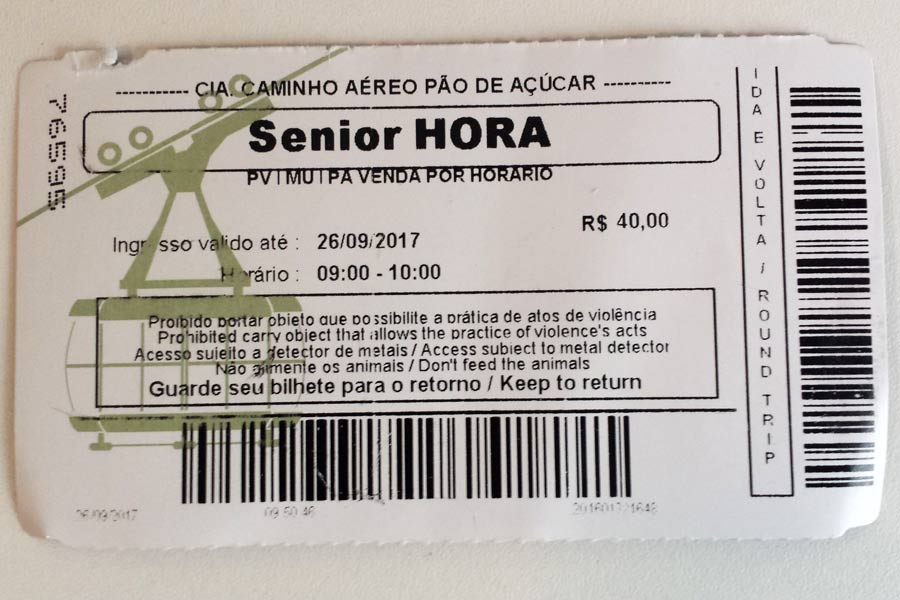 ----------- CIA. CAMINHO AÉREO PÃO DE AÇÚCAR ----------
Senior HORA
PV | MU | PA VENDA POR HORARIO
R$ 40,00
Ingresso valido até : 26/09/2017
Horário : 09:00 - 10:00
Proibido portar objeto que possibilite a prática de atos de violência
Prohibited carry object that allows the practice of violence's acts
Acesso sujeito a detector de metais / Access subject to metal detector
Não alimente os animais / Don't feed the animals
Guarde seu bilhete para o retorno / Keep to return
26/09/2017 09:50:46
76595
IDA E VOLTA / ROUND TRIP